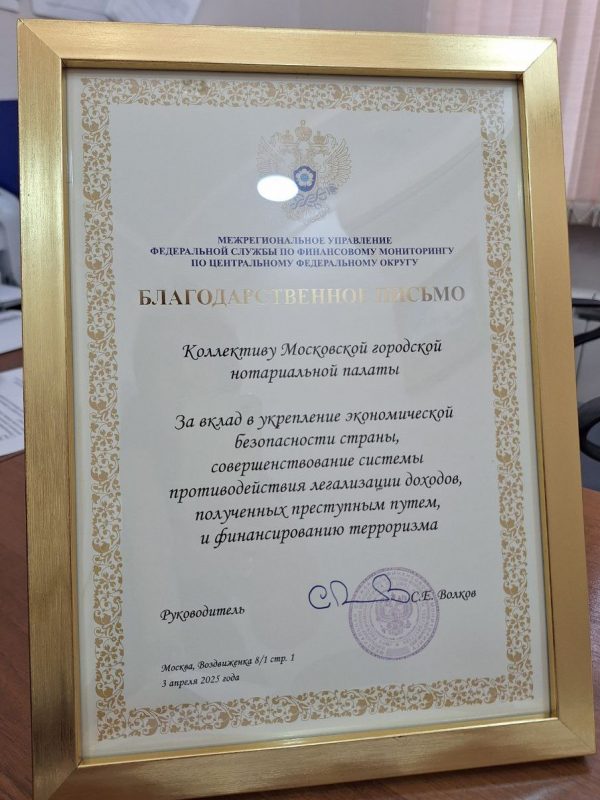 МЕЖРЕГИОНАЛЬНОЕ УПРАВЛЕНИЕ
ФЕДЕРАЛЬНОЙ СЛУЖБЫ ПО ФИНАНСОВОМУ МОНИТОРИНГУ
ПО ЦЕНТРАЛЬНОМУ ФЕДЕРАЛЬНОМУ ОКРУГУ
БЛАГОДАРСТВЕННОЕ ПИСЬМО
Коллективу Московской городской
нотариальной палаты
За вклад в укрепление экономической
безопасности страны,
совершенствование системы
противодействия легализации доходов,
полученных преступным путем,
и финансированию терроризма
Руководитель
С.Е. Волков
Москва, Воздвиженка 8/1 стр. 1
3 апреля 2025 года